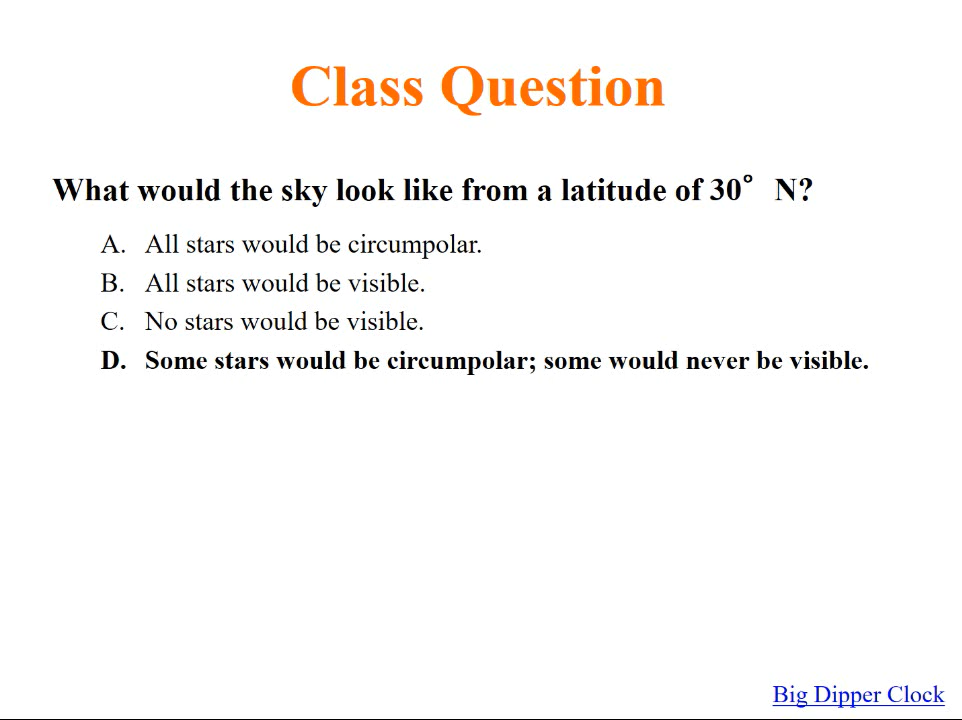 Class Question
What would the sky look like from a latitude of 30° N?
A. All stars would be circumpolar.
B. All stars would be visible.
C. No stars would be visible.
D. Some stars would be circumpolar; some would never be visible.
Big Dipper Clock